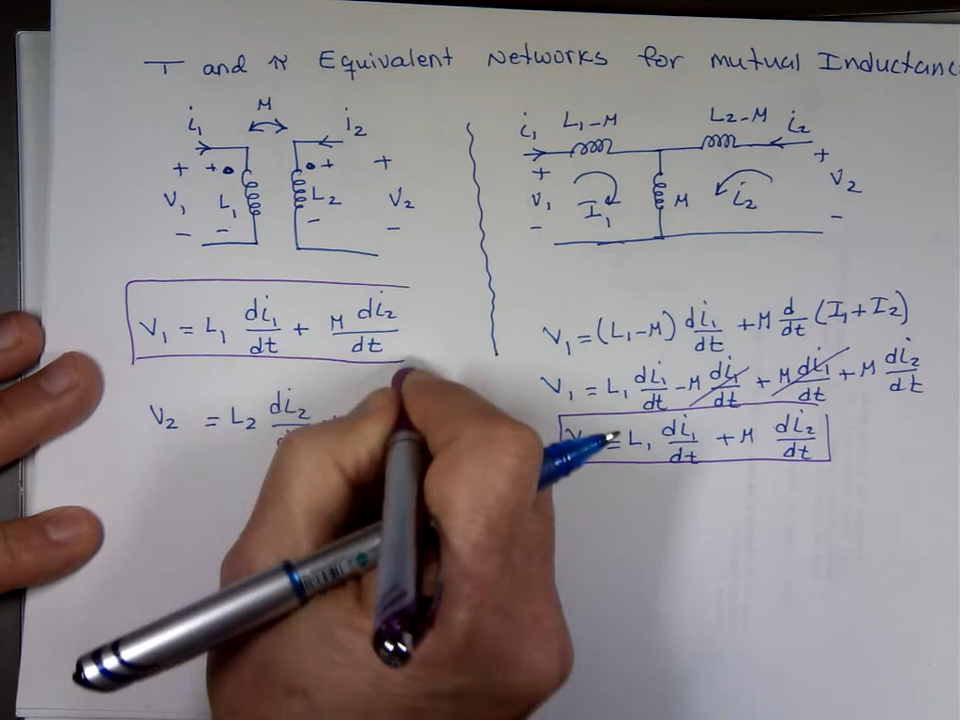 T and π Equivalent Networks for mutual Inductanc
i₁ M i₂
+ + • • + +
V₁ L₁ L₂ V₂
- - - -
i₁ L₁-M L₂-M i₂
+ +
V₁ I₁ M i₂ V₂
- -
V₁ = L₁ di₁/dt + M di₂/dt
V₂ = L₂ di₂
V₁ = (L₁-M) di₁/dt + M d/dt (I₁+I₂)
V₁ = L₁ di₁/dt - M di₁/dt + M di₁/dt + M di₂/dt
= L₁ di₁/dt + M di₂/dt